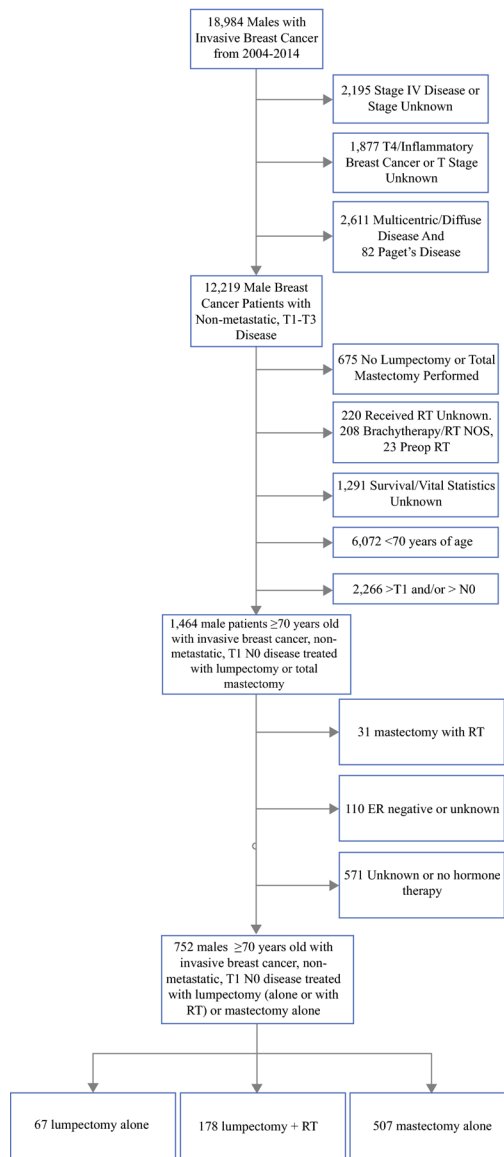 18,984 Males with
Invasive Breast Cancer
from 2004-2014
2,195 Stage IV Disease or
Stage Unknown
1,877 T4/Inflammatory
Breast Cancer or T Stage
Unknown
2,611 Multicentric/Diffuse
Disease And
82 Paget's Disease
12,219 Male Breast
Cancer Patients with
Non-metastatic, T1-T3
Disease
675 No Lumpectomy or Total
Mastectomy Performed
220 Received RT Unknown.
208 Brachytherapy/RT NOS,
23 Preop RT
1,291 Survival/Vital Statistics
Unknown
6,072 <70 years of age
2,266 >T1 and/or > N0
1,464 male patients ≥70 years old
with invasive breast cancer, non-
metastatic, T1 N0 disease treated
with lumpectomy or total
mastectomy
31 mastectomy with RT
110 ER negative or unknown
571 Unknown or no hormone
therapy
752 males ≥70 years old with
invasive breast cancer, non-
metastatic, T1 N0 disease treated
with lumpectomy (alone or with
RT) or mastectomy alone
67 lumpectomy alone
178 lumpectomy + RT
507 mastectomy alone